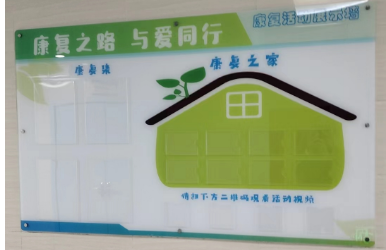 康复活动展示墙
康复之路 与爱同行
康复录
康复之家
请扫下方二维码观看活动视频